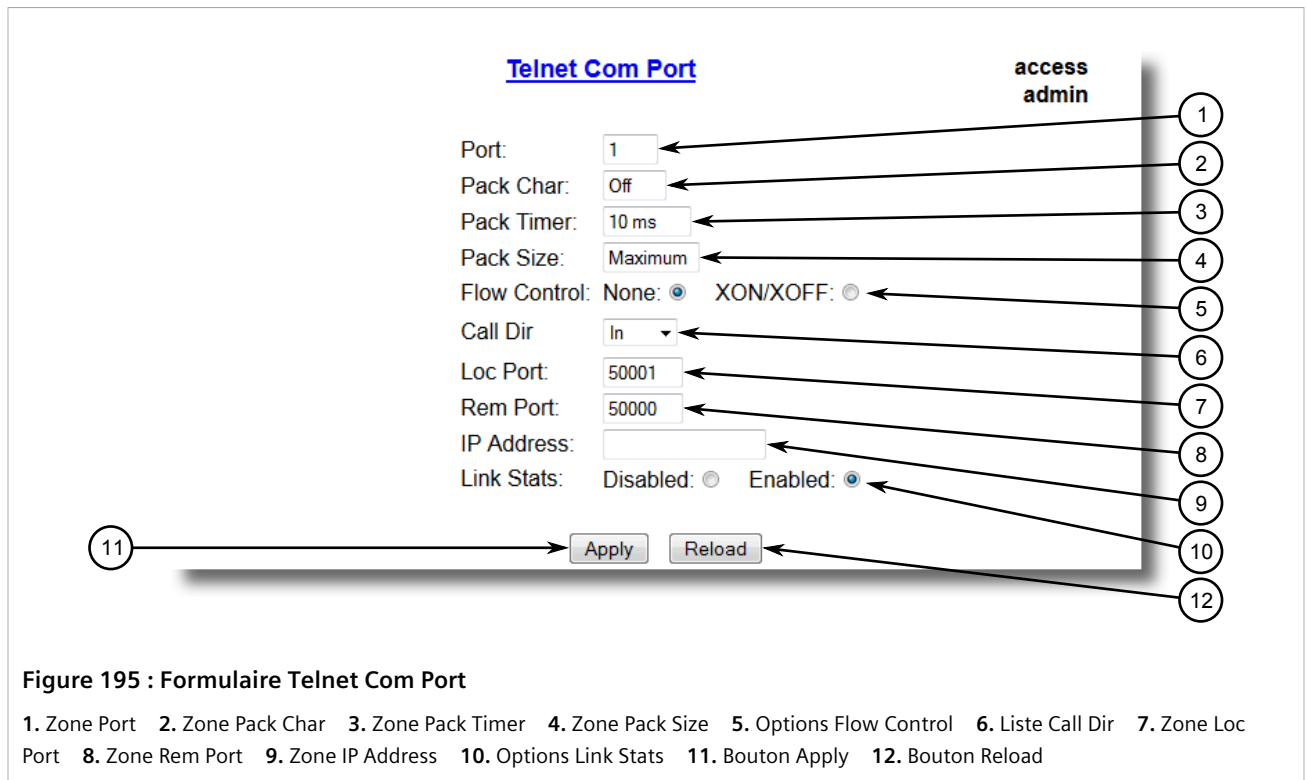 Telnet Com Port
access
admin
Port: 1
Pack Char: Off
Pack Timer: 10 ms
Pack Size: Maximum
Flow Control: None: XON/XOFF:
Call Dir In
Loc Port: 50001
Rem Port: 50000
IP Address:
Link Stats: Disabled: Enabled:
Apply Reload
1
2
3
4
5
6
7
8
9
10
11
12
Figure 195 : Formulaire Telnet Com Port
1. Zone Port 2. Zone Pack Char 3. Zone Pack Timer 4. Zone Pack Size 5. Options Flow Control 6. Liste Call Dir 7. Zone Loc
Port 8. Zone Rem Port 9. Zone IP Address 10. Options Link Stats 11. Bouton Apply 12. Bouton Reload